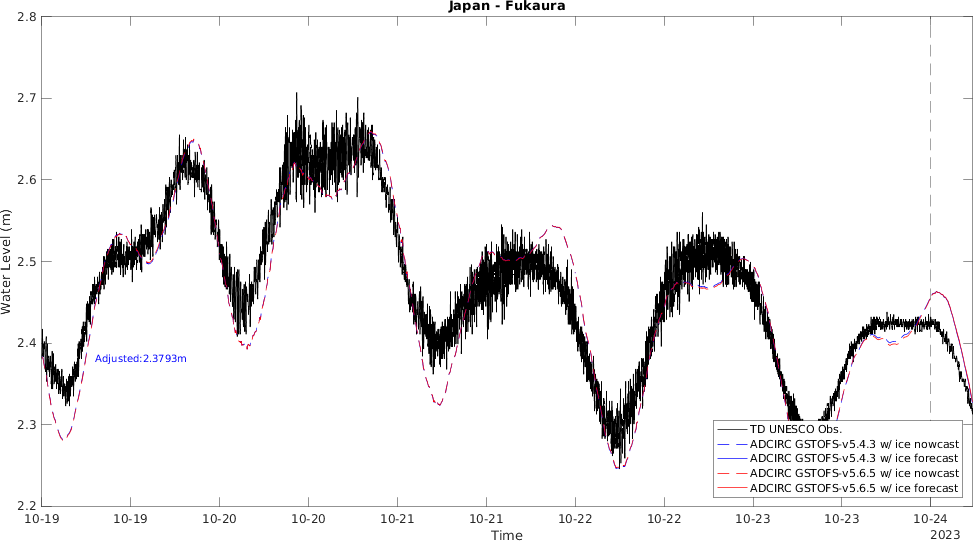 Japan - Fukaura
Water Level (m)
2.8
2.7
2.6
2.5
2.4
2.3
2.2
Adjusted:2.3793m
TD UNESCO Obs.
ADCIRC GSTOFS-v5.4.3 w/ ice nowcast
ADCIRC GSTOFS-v5.4.3 w/ ice forecast
ADCIRC GSTOFS-v5.6.5 w/ ice nowcast
ADCIRC GSTOFS-v5.6.5 w/ ice forecast
10-19 10-19 10-20 10-20 10-21 10-21 10-22 10-22 10-23 10-23 10-24
Time
2023